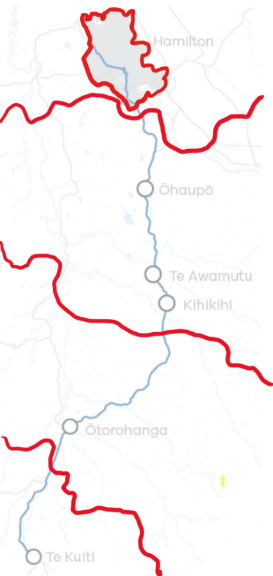 Hamilton
Ōhaupō
Te Awamutu
Kihikihi
Ōtorohanga
Te Kuiti